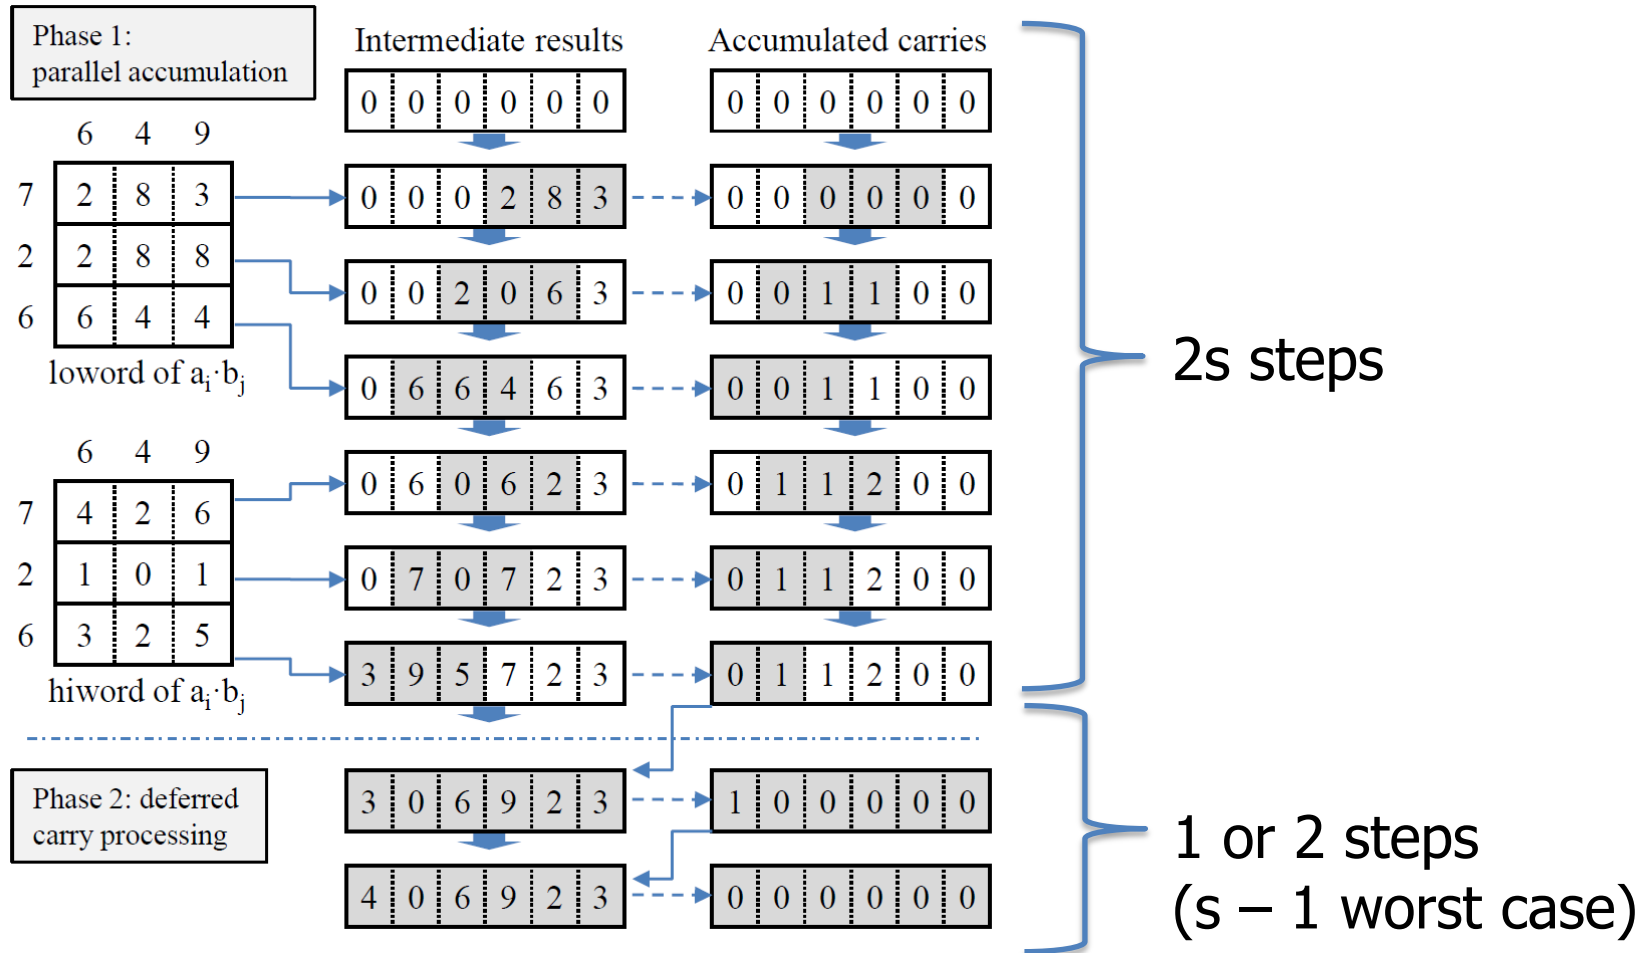 Phase 1:
parallel accumulation
Intermediate results
Accumulated carries
0 0 0 0 0 0
0 0 0 0 0 0
6 4 9
7 2 8 3
0 0 0 2 8 3
0 0 0 0 0 0
2 2 8 8
0 0 2 0 6 3
0 0 1 1 0 0
6 6 4 4
0 6 6 4 6 3
0 0 1 1 0 0
loword of aᵢ·bⱼ
2s steps
6 4 9
7 4 2 6
0 6 0 6 2 3
0 1 1 2 0 0
2 1 0 1
0 7 0 7 2 3
0 1 1 2 0 0
6 3 2 5
3 9 5 7 2 3
0 1 1 2 0 0
hiword of aᵢ·bⱼ
Phase 2: deferred
carry processing
3 0 6 9 2 3
1 0 0 0 0 0
4 0 6 9 2 3
0 0 0 0 0 0
1 or 2 steps
(s – 1 worst case)